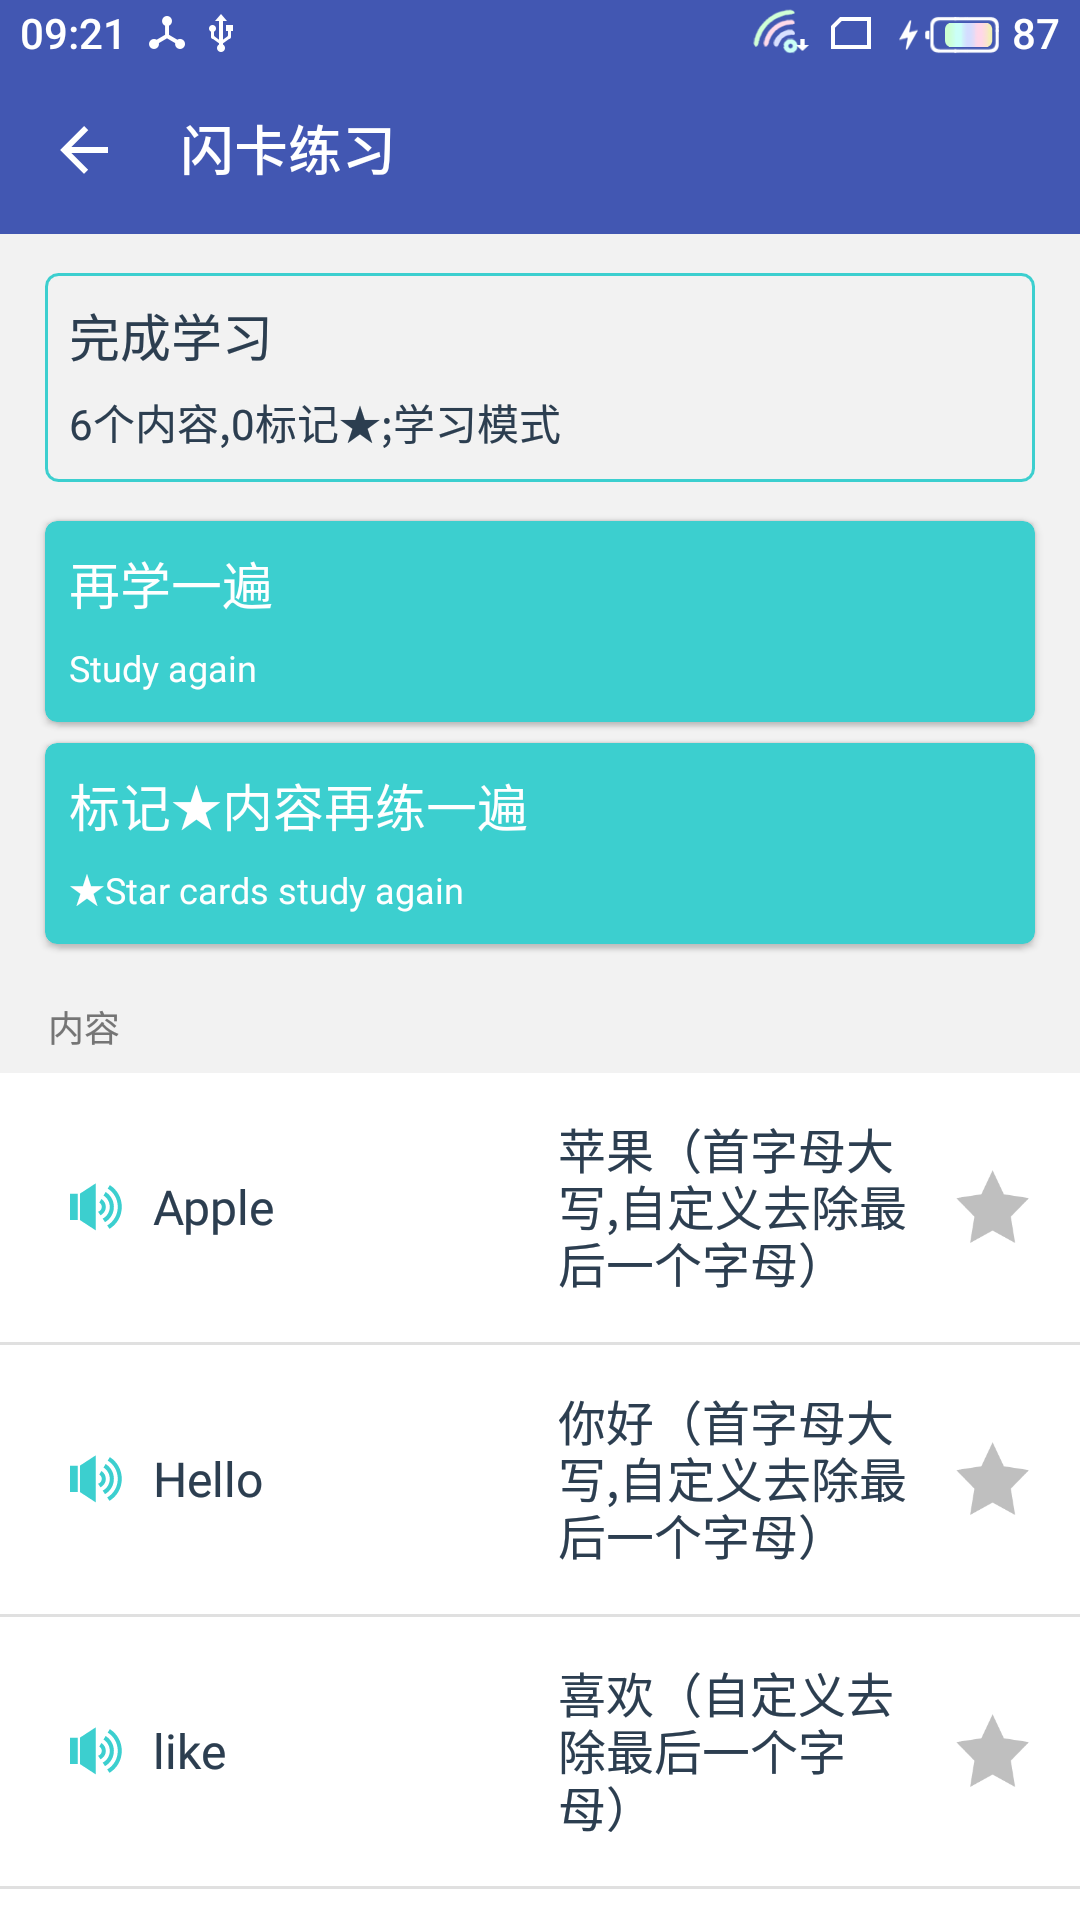 09:21
87
闪卡练习
完成学习
6个内容,0标记★;学习模式
再学一遍
Study again
标记★内容再练一遍
★Star cards study again
内容
Apple
苹果（首字母大
写,自定义去除最
后一个字母）
Hello
你好（首字母大
写,自定义去除最
后一个字母）
like
喜欢（自定义去
除最后一个字
母）